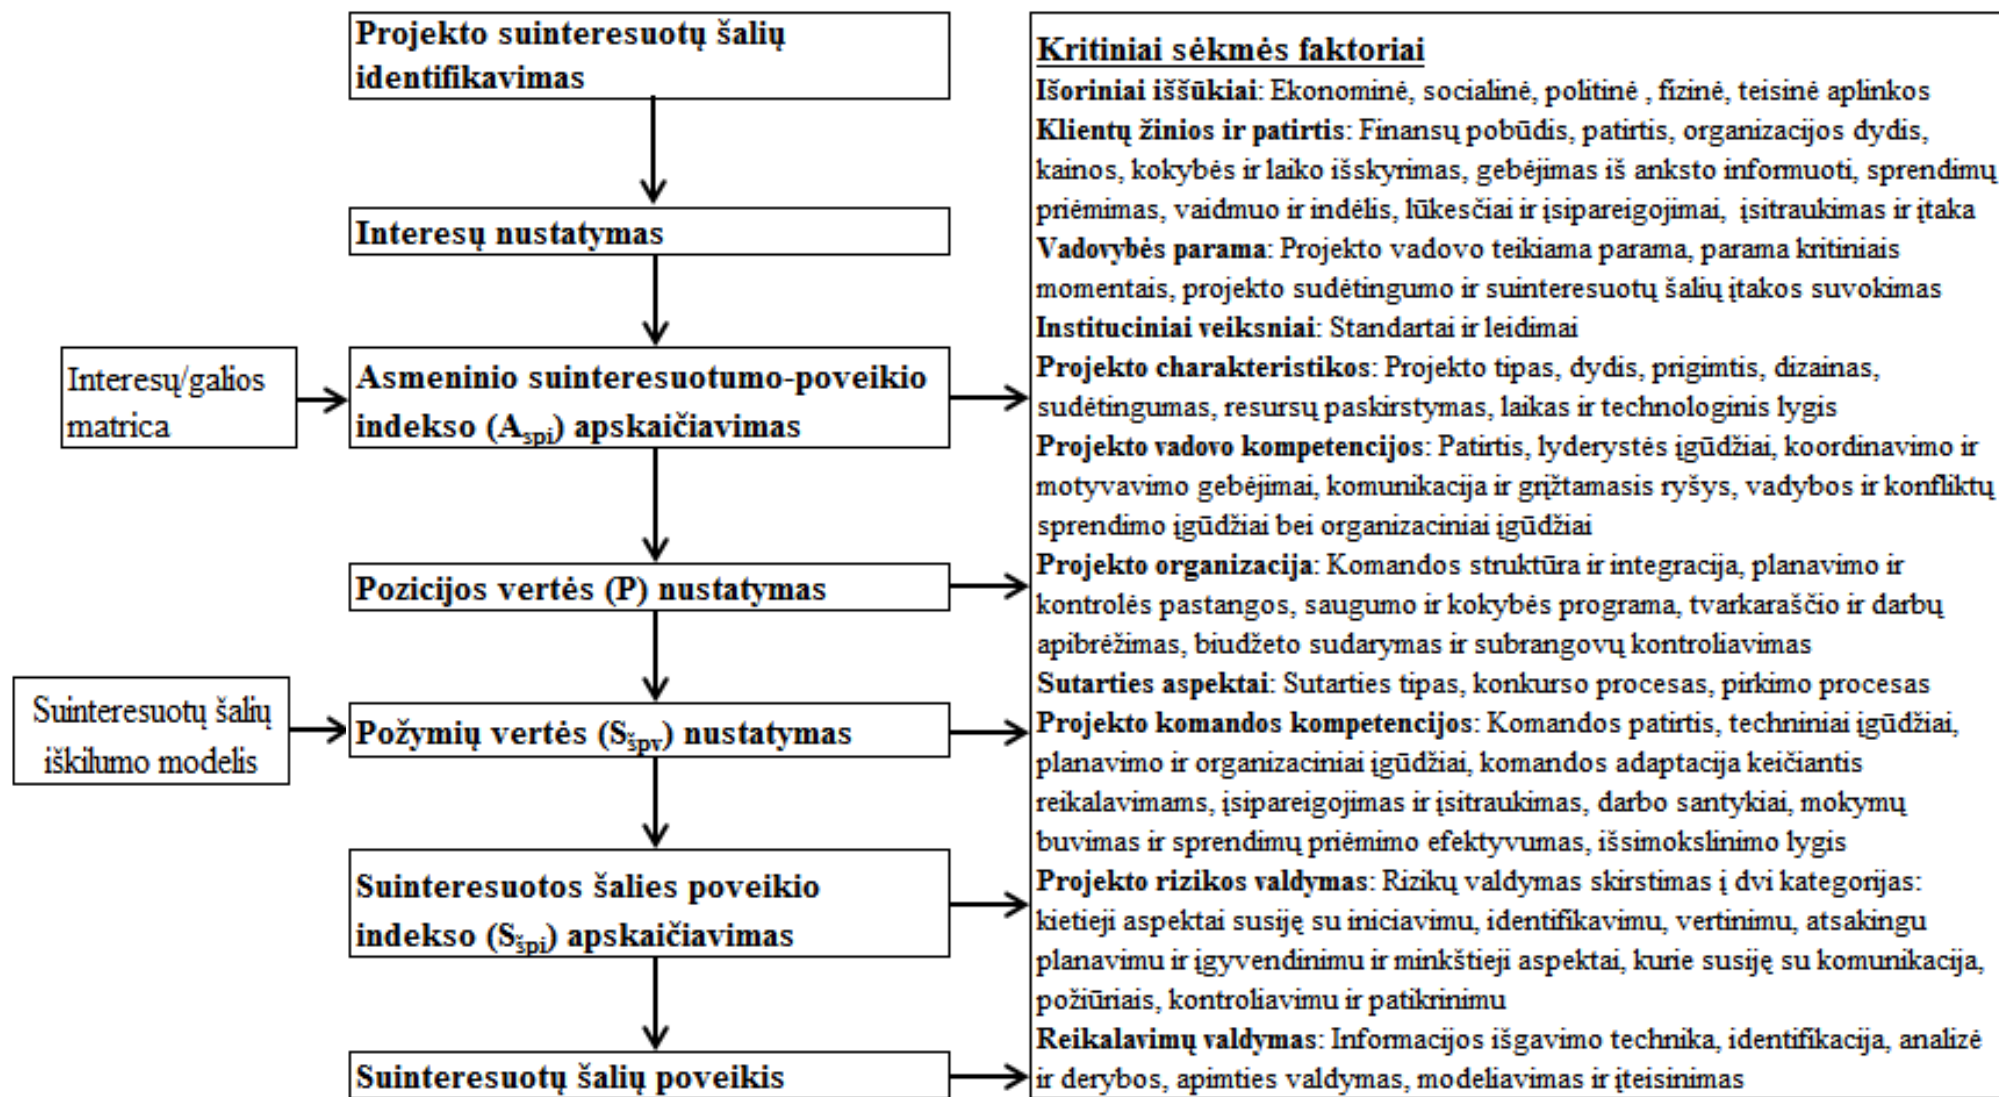 Projekto suinteresuotų šalių
identifikavimas
Interesų nustatymas
Interesų/galios
matrica
Asmeninio suinteresuotumo-poveikio
indekso (Aspi) apskaičiavimas
Pozicijos vertės (P) nustatymas
Suinteresuotų šalių
iškilumo modelis
Požymių vertės (Sšpv) nustatymas
Suinteresuotos šalies poveikio
indekso (Sšpi) apskaičiavimas
Suinteresuotų šalių poveikis
Kritiniai sėkmės faktoriai
Išoriniai iššūkiai: Ekonominė, socialinė, politinė , fizinė, teisinė aplinkos
Klientų žinios ir patirtis: Finansų pobūdis, patirtis, organizacijos dydis,
kainos, kokybės ir laiko išskyrimas, gebėjimas iš anksto informuoti, sprendimų
priėmimas, vaidmuo ir indėlis, lūkesčiai ir įsipareigojimai, įsitraukimas ir įtaka
Vadovybės parama: Projekto vadovo teikiama parama, parama kritiniais
momentais, projekto sudėtingumo ir suinteresuotų šalių įtakos suvokimas
Instituciniai veiksniai: Standartai ir leidimai
Projekto charakteristikos: Projekto tipas, dydis, prigimtis, dizainas,
sudėtingumas, resursų paskirstymas, laikas ir technologinis lygis
Projekto vadovo kompetencijos: Patirtis, lyderystės įgūdžiai, koordinavimo ir
motyvavimo gebėjimai, komunikacija ir grįžtamasis ryšys, vadybos ir konfliktų
sprendimo įgūdžiai bei organizaciniai įgūdžiai
Projekto organizacija: Komandos struktūra ir integracija, planavimo ir
kontrolės pastangos, saugumo ir kokybės programa, tvarkaraščio ir darbų
apibrėžimas, biudžeto sudarymas ir subrangovų kontroliavimas
Sutarties aspektai: Sutarties tipas, konkurso procesas, pirkimo procesas
Projekto komandos kompetencijos: Komandos patirtis, techniniai įgūdžiai,
planavimo ir organizaciniai įgūdžiai, komandos adaptacija keičiantis
reikalavimams, įsipareigojimas ir įsitraukimas, darbo santykiai, mokymų
buvimas ir sprendimų priėmimo efektyvumas, išsimokslinimo lygis
Projekto rizikos valdymas: Rizikų valdymas skirstimas į dvi kategorijas:
kietieji aspektai susiję su iniciavimu, identifikavimu, vertinimu, atsakingu
planavimu ir įgyvendinimu ir minkštieji aspektai, kurie susiję su komunikacija,
požiūriais, kontroliavimu ir patikrinimu
Reikalavimų valdymas: Informacijos išgavimo technika, identifikacija, analizė
ir derybos, apimties valdymas, modeliavimas ir įteisinimas